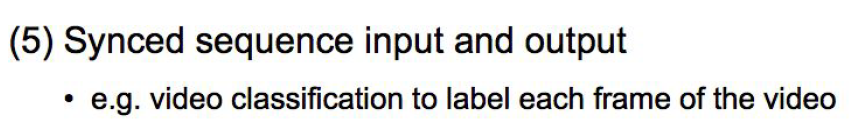 (5) Synced sequence input and output
• e.g. video classification to label each frame of the video